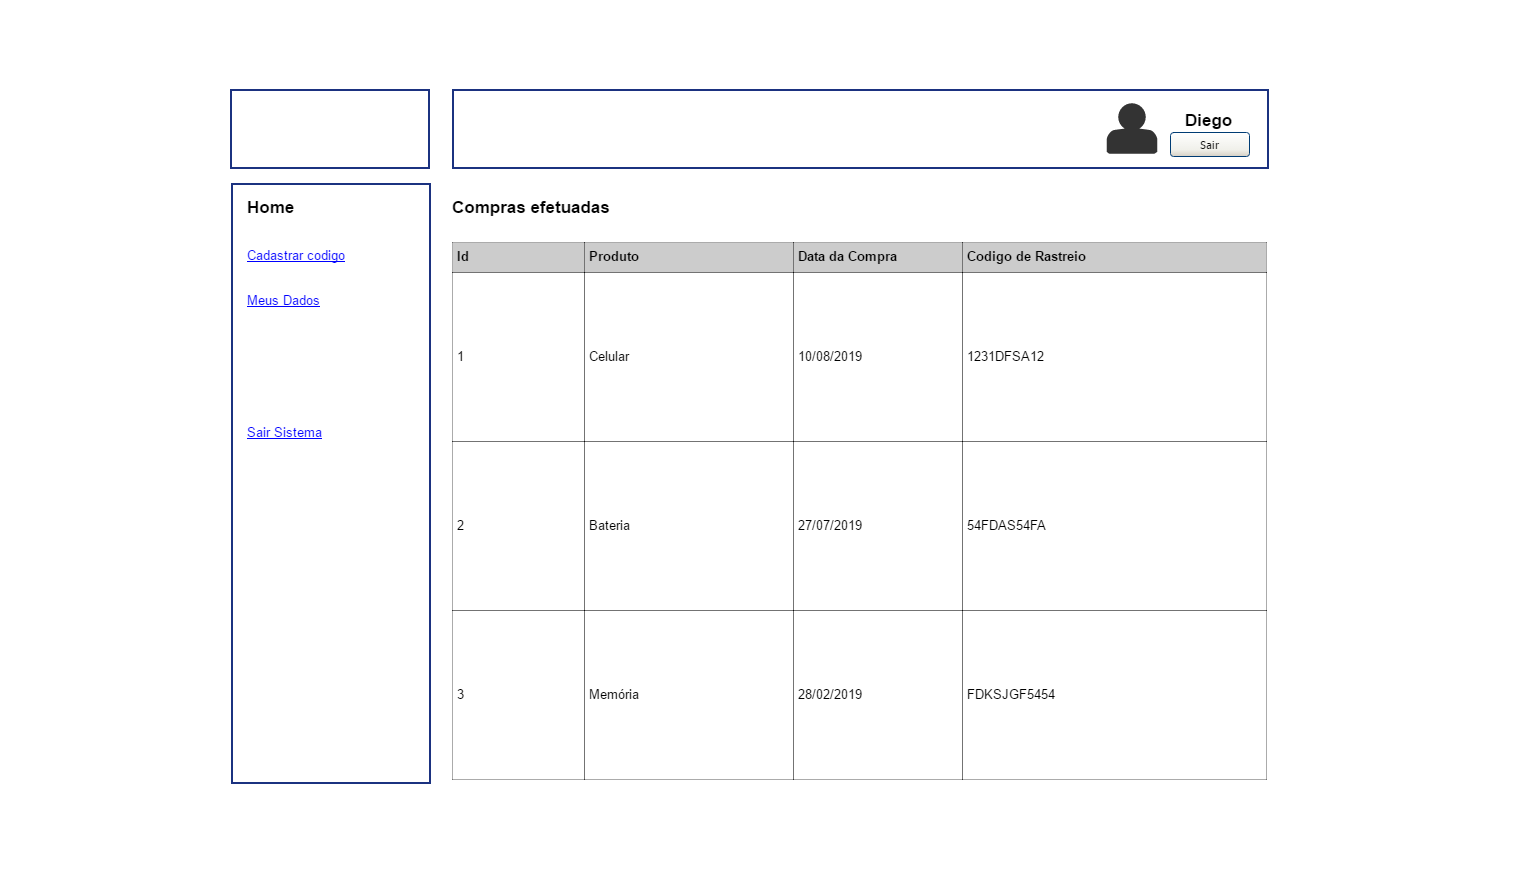 Diego
Sair
Home
Cadastrar codigo
Meus Dados
Sair Sistema
Compras efetuadas
Id Produto Data da Compra Codigo de Rastreio
1 Celular 10/08/2019 1231DFSA12
2 Bateria 27/07/2019 54FDAS54FA
3 Memória 28/02/2019 FDKSJGF5454